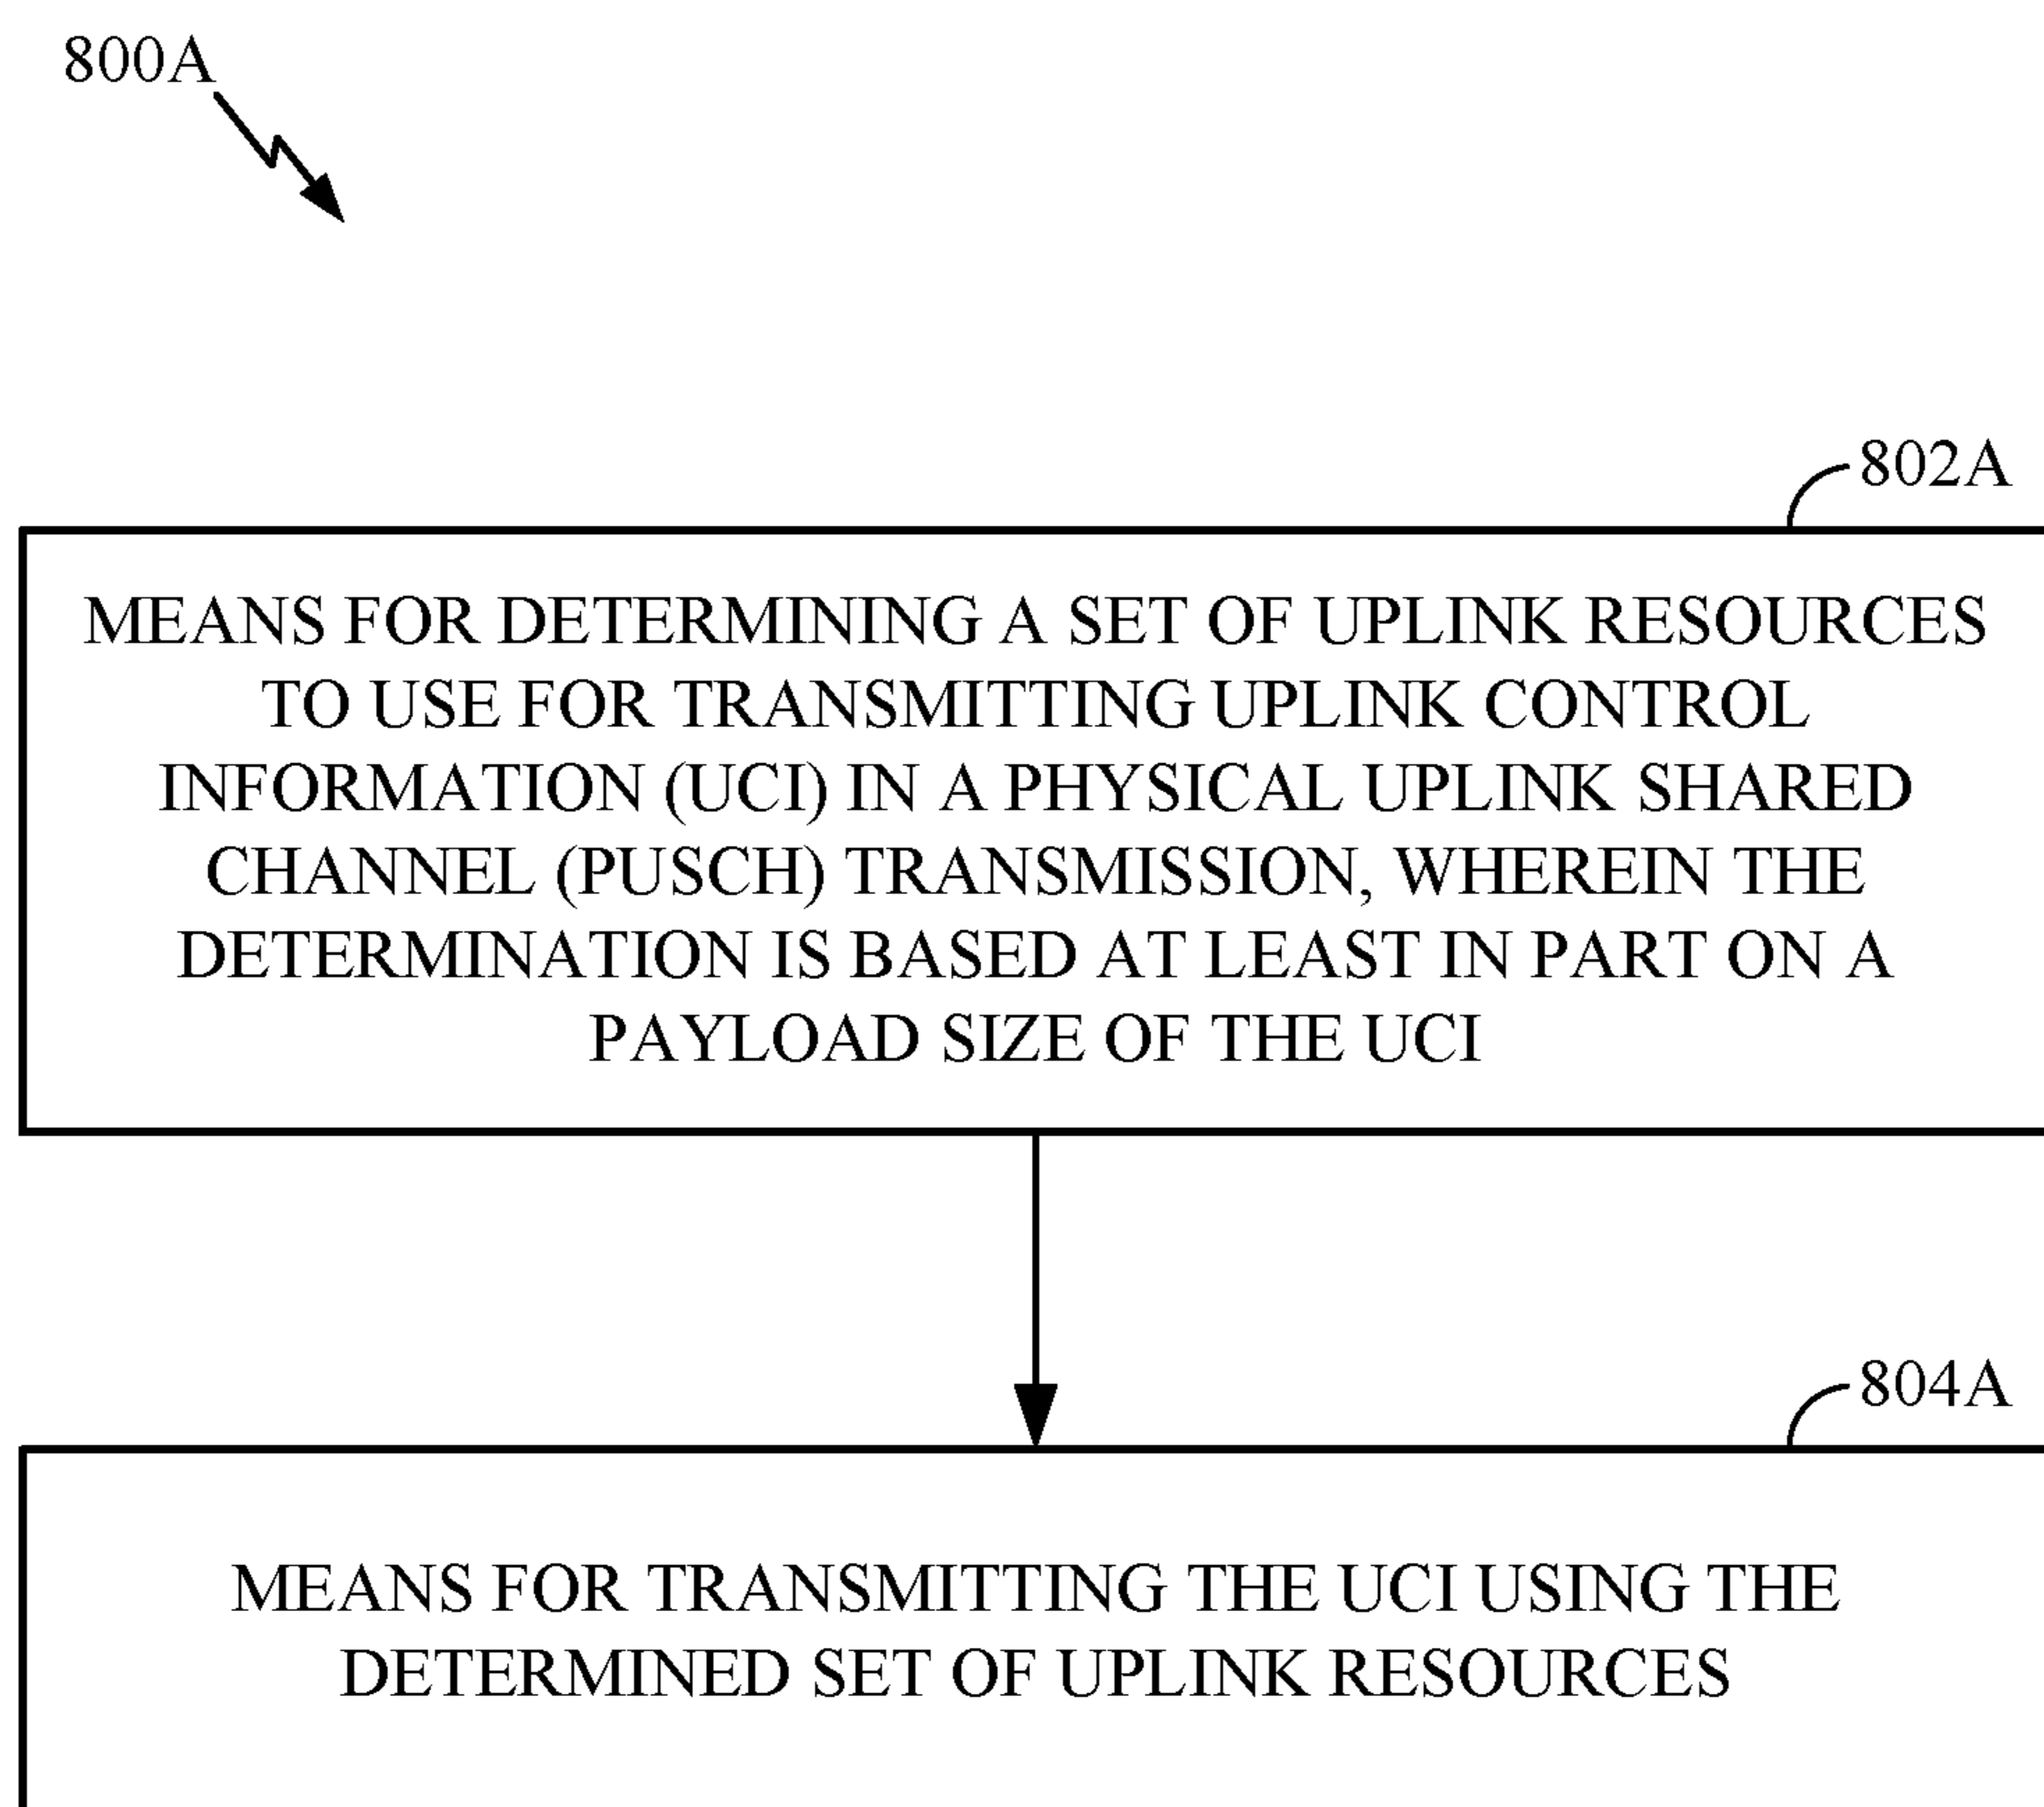 800A
802A
MEANS FOR DETERMINING A SET OF UPLINK RESOURCES
TO USE FOR TRANSMITTING UPLINK CONTROL
INFORMATION (UCI) IN A PHYSICAL UPLINK SHARED
CHANNEL (PUSCH) TRANSMISSION, WHEREIN THE
DETERMINATION IS BASED AT LEAST IN PART ON A
PAYLOAD SIZE OF THE UCI
804A
MEANS FOR TRANSMITTING THE UCI USING THE
DETERMINED SET OF UPLINK RESOURCES